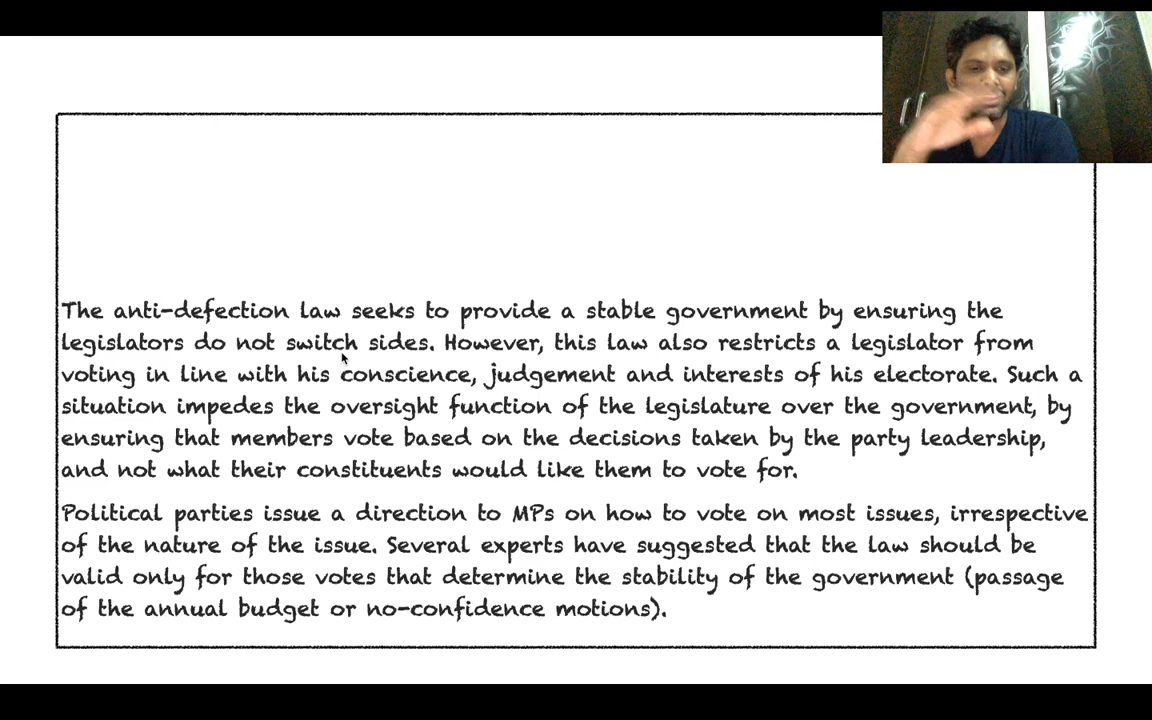 The anti-defection law seeks to provide a stable government by ensuring the
legislators do not switch sides. However, this law also restricts a legislator from
voting in line with his conscience, judgement and interests of his electorate. Such a
situation impedes the oversight function of the legislature over the government, by
ensuring that members vote based on the decisions taken by the party leadership,
and not what their constituents would like them to vote for.
Political parties issue a direction to MPs on how to vote on most issues, irrespective
of the nature of the issue. Several experts have suggested that the law should be
valid only for those votes that determine the stability of the government (passage
of the annual budget or no-confidence motions).